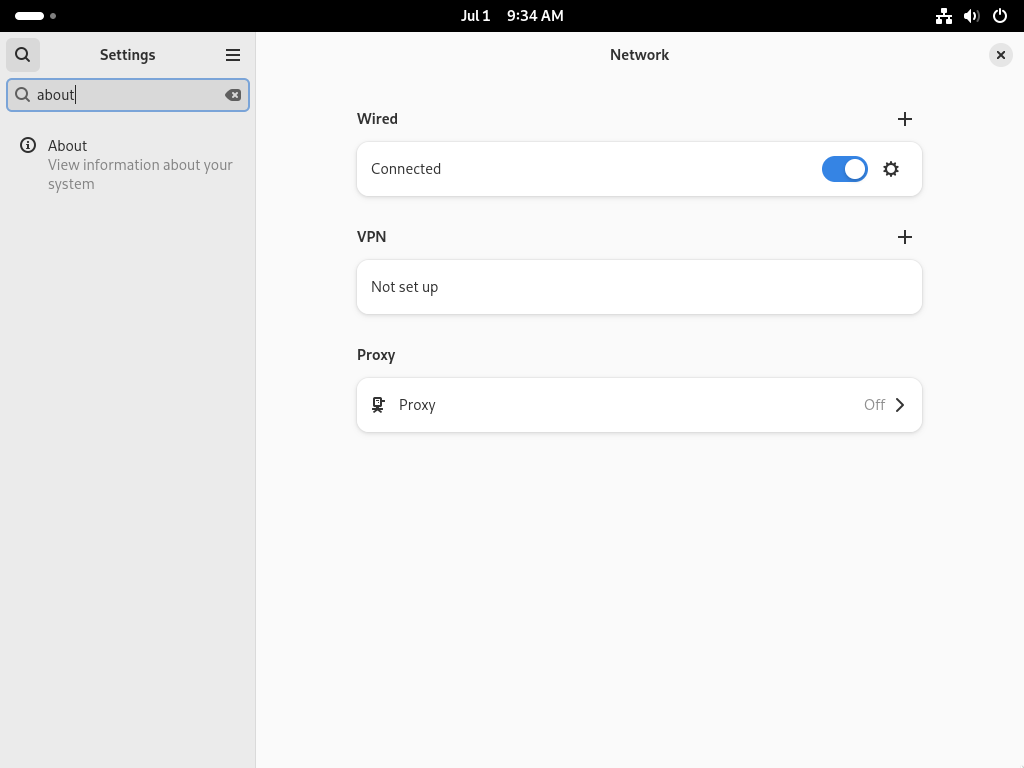 Jul 1 9:34 AM
Settings
Network
about
About
View information about your
system
Wired
Connected
VPN
Not set up
Proxy
Proxy Off